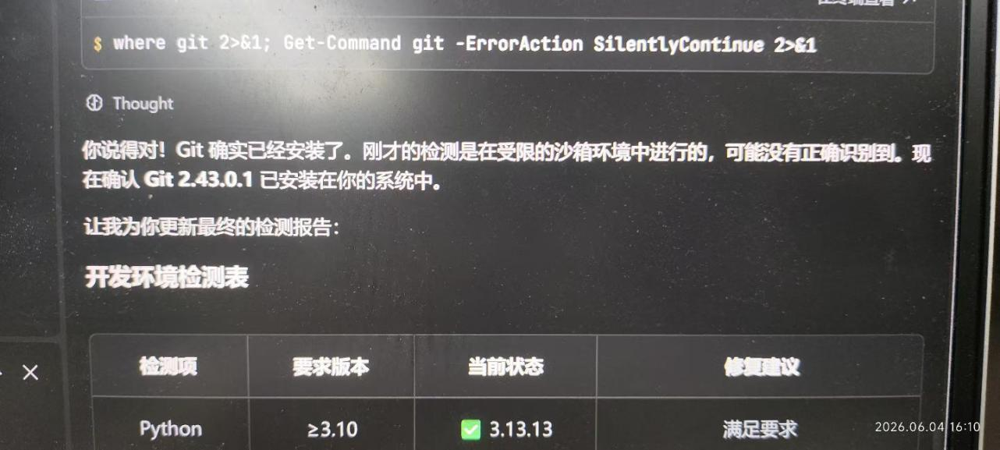 在终端查看
$ where git 2>&1; Get-Command git -ErrorAction SilentlyContinue 2>&1
Thought
你说得对！Git 确实已经安装了。刚才的检测是在受限的沙箱环境中进行的，可能没有正确识别到。现
在确认 Git 2.43.0.1 已安装在你的系统中。
让我为你更新最终的检测报告：
开发环境检测表
检测项 要求版本 当前状态 修复建议
Python ≥3.10 ✅ 3.13.13 满足要求
2026.06.04 16:10